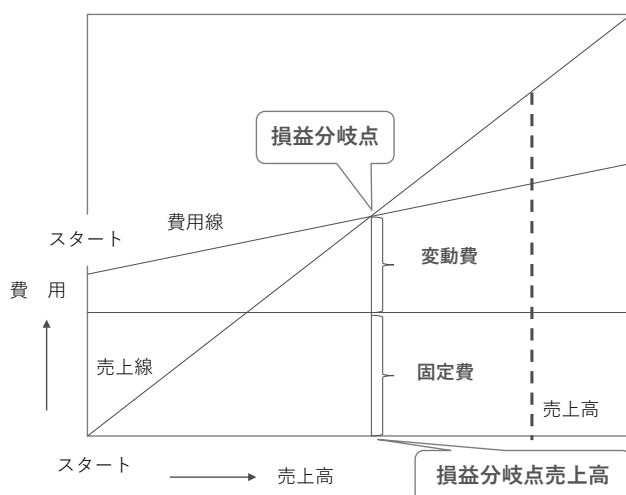 損益分岐点
費用線
スタート
変動費
費　用
売上線
固定費
売上高
スタート
売上高
損益分岐点売上高